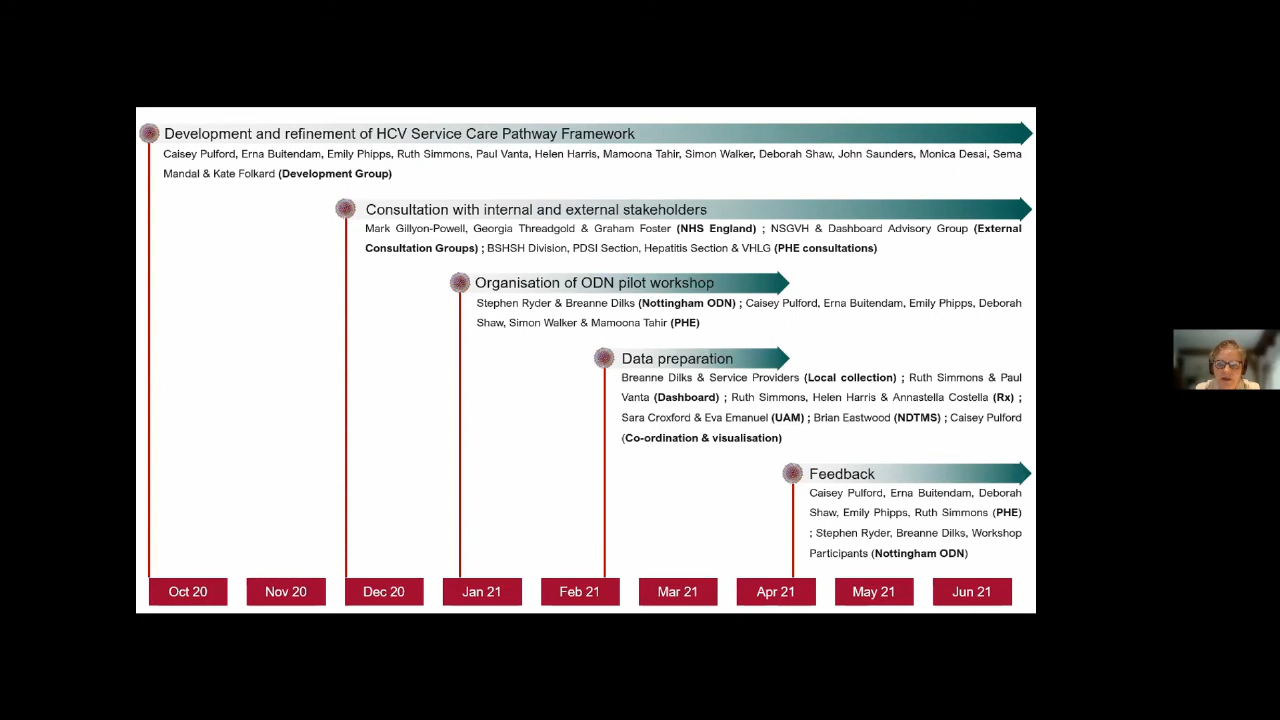 Development and refinement of HCV Service Care Pathway Framework
Caisey Pulford, Erna Buitendam, Emily Phipps, Ruth Simmons, Paul Vanta, Helen Harris, Mamoona Tahir, Simon Walker, Deborah Shaw, John Saunders, Monica Desai, Sema
Mandal & Kate Folkard (Development Group)
Consultation with internal and external stakeholders
Mark Gillyon-Powell, Georgia Threadgold & Graham Foster (NHS England) ; NSGVH & Dashboard Advisory Group (External
Consultation Groups) ; BSHSH Division, PDSI Section, Hepatitis Section & VHLG (PHE consultations)
Organisation of ODN pilot workshop
Stephen Ryder & Breanne Dilks (Nottingham ODN) ; Caisey Pulford, Erna Buitendam, Emily Phipps, Deborah
Shaw, Simon Walker & Mamoona Tahir (PHE)
Data preparation
Breanne Dilks & Service Providers (Local collection) ; Ruth Simmons & Paul
Vanta (Dashboard) ; Ruth Simmons, Helen Harris & Annastella Costella (Rx) ;
Sara Croxford & Eva Emanuel (UAM) ; Brian Eastwood (NDTMS) ; Caisey Pulford
(Co-ordination & visualisation)
Feedback
Caisey Pulford, Erna Buitendam, Deborah
Shaw, Emily Phipps, Ruth Simmons (PHE)
; Stephen Ryder, Breanne Dilks, Workshop
Participants (Nottingham ODN)
Oct 20 Nov 20 Dec 20 Jan 21 Feb 21 Mar 21 Apr 21 May 21 Jun 21